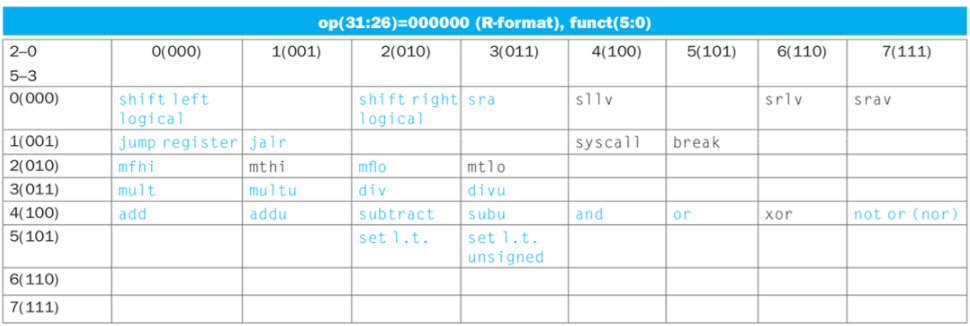 op(31:26)=000000 (R-format), funct(5:0)
2–0 0(000) 1(001) 2(010) 3(011) 4(100) 5(101) 6(110) 7(111)
5–3
0(000) shift left shift right sra sllv srlv srav
logical logical
1(001) jump register jalr syscall break
2(010) mfhi mthi mflo mtlo
3(011) mult multu div divu
4(100) add addu subtract subu and or xor not or (nor)
5(101) set l.t. set l.t.
unsigned
6(110)
7(111)